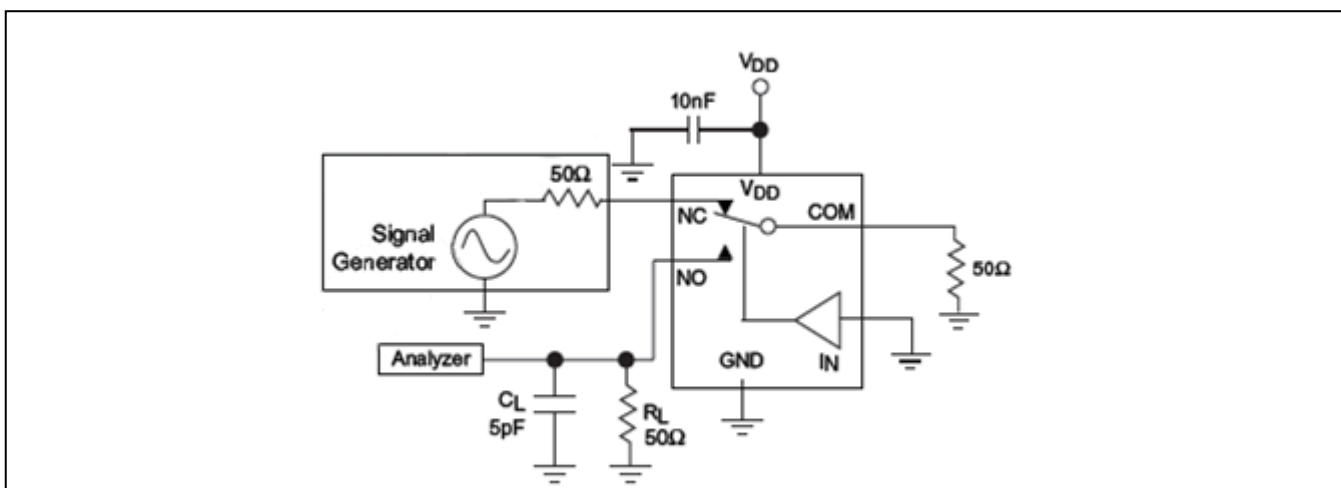 VDD
10nF
50Ω
VDD
NC
COM
Signal
Generator
50Ω
NO
Analyzer
GND
IN
CL
5pF
RL
50Ω